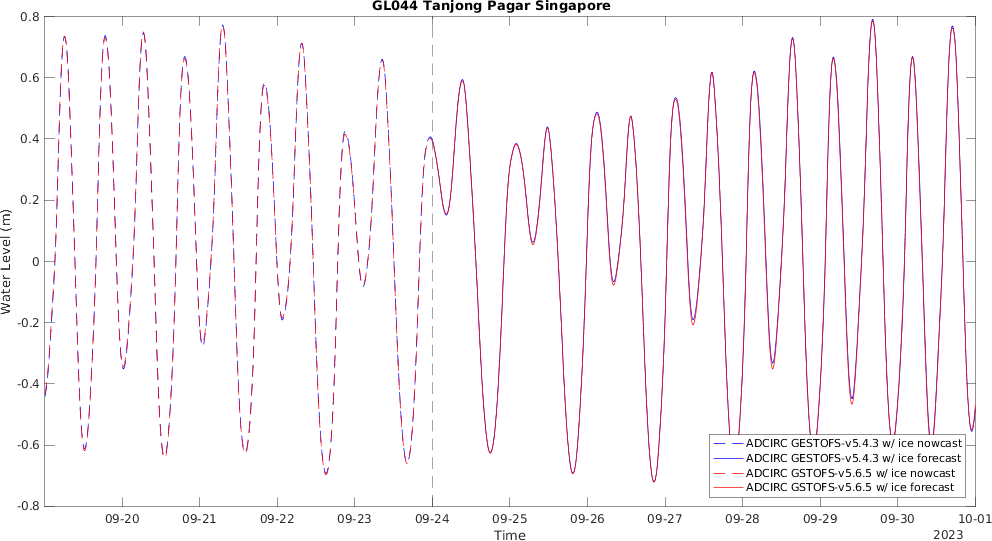 GL044 Tanjong Pagar Singapore
0.8
0.6
0.4
0.2
0
-0.2
-0.4
-0.6
-0.8
Water Level (m)
09-20 09-21 09-22 09-23 09-24 09-25 09-26 09-27 09-28 09-29 09-30 10-01
Time
2023
ADCIRC GESTOFS-v5.4.3 w/ ice nowcast
ADCIRC GESTOFS-v5.4.3 w/ ice forecast
ADCIRC GSTOFS-v5.6.5 w/ ice nowcast
ADCIRC GSTOFS-v5.6.5 w/ ice forecast